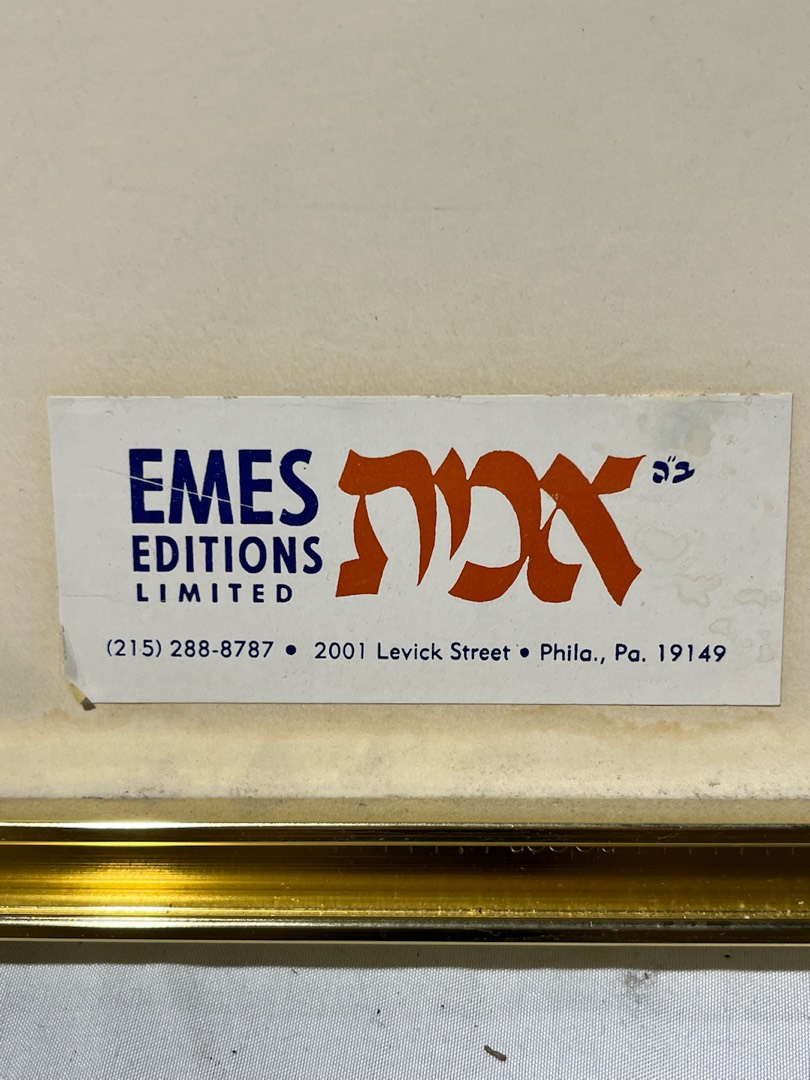 EMES
EDITIONS
LIMITED
אמת
ב"ה
(215) 288-8787 • 2001 Levick Street • Phila., Pa. 19149